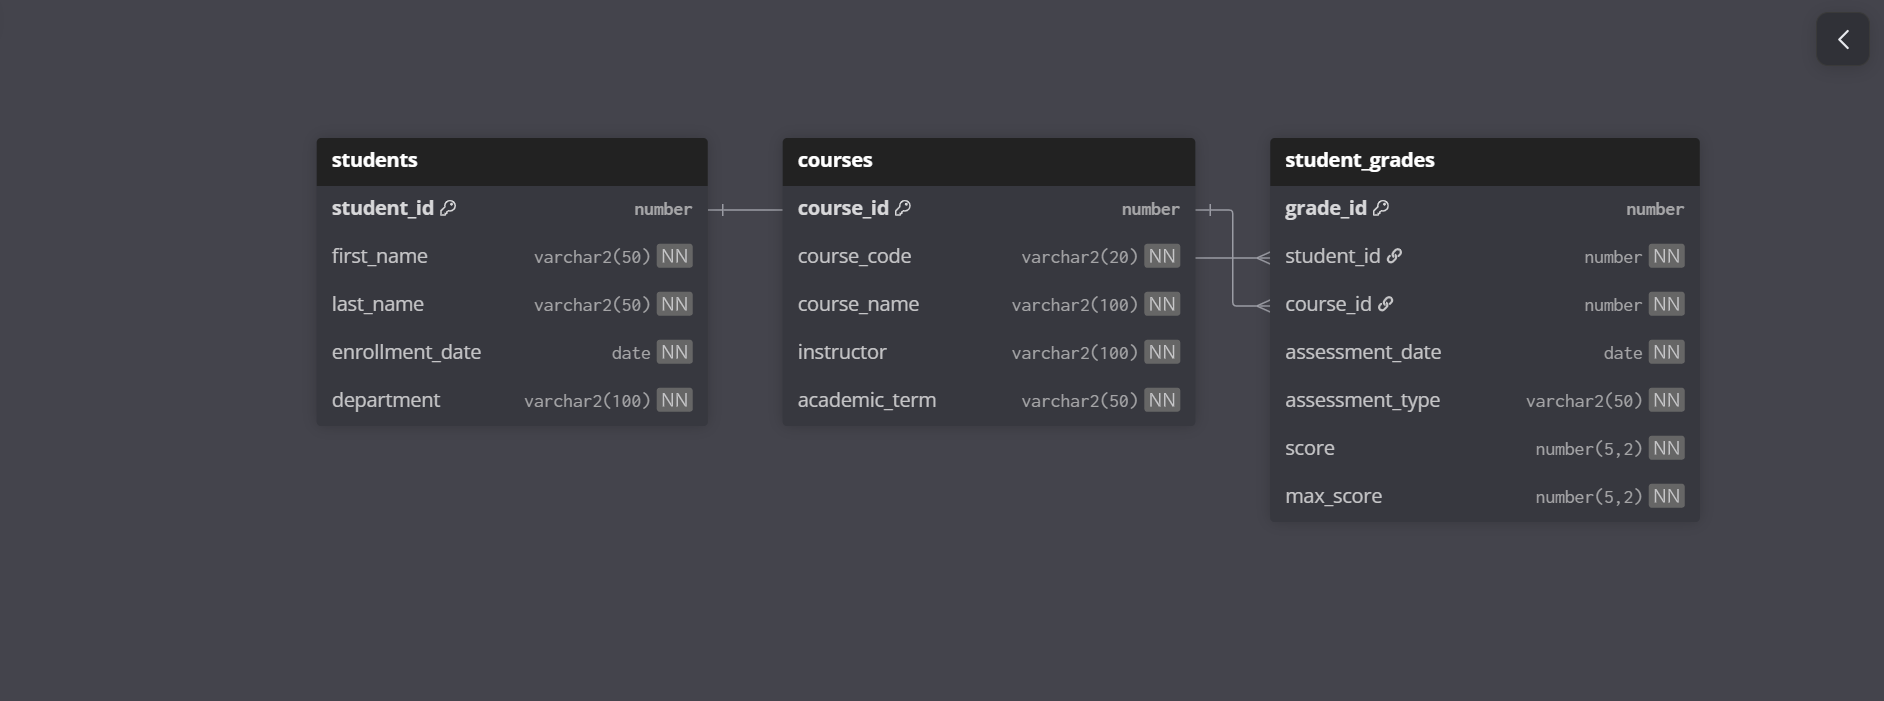 students
student_id number
first_name varchar2(50) NN
last_name varchar2(50) NN
enrollment_date date NN
department varchar2(100) NN
courses
course_id number
course_code varchar2(20) NN
course_name varchar2(100) NN
instructor varchar2(100) NN
academic_term varchar2(50) NN
student_grades
grade_id number
student_id number NN
course_id number NN
assessment_date date NN
assessment_type varchar2(50) NN
score number(5,2) NN
max_score number(5,2) NN